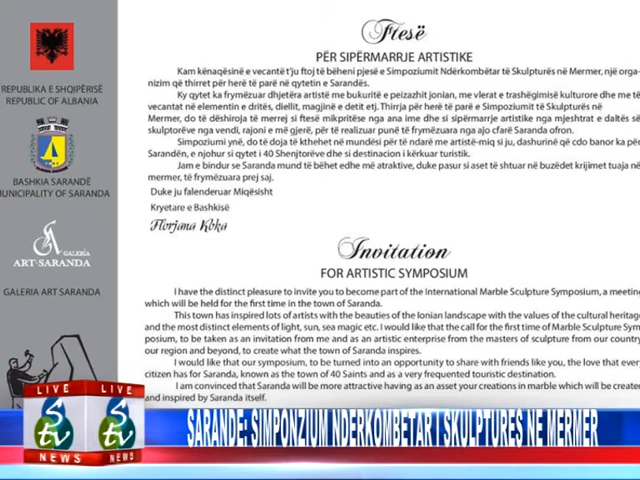 REPUBLIKA E SHQIPËRISË
REPUBLIC OF ALBANIA
BASHKIA SARANDË
MUNICIPALITY OF SARANDA
GALERIA
ART-SARANDA
GALERIA ART SARANDA
Ftesë
PËR SIPËRMARRJE ARTISTIKE
Kam kënaqësinë e vecantë t'ju ftoj të bëheni pjesë e Simpoziumit Ndërkombëtar të Skulpturës në Mermer, një orga-
nizim që thirret për herë të parë në qytetin e Sarandës.
Ky qytet ka frymëzuar dhjetëra artistë me bukuritë e peizazhit jonian, me vlerat e trashëgimisë kulturore dhe me të
vecantat në elementin e dritës, diellit, magjinë e detit etj. Thirrja për herë të parë e Simpoziumit të Skulpturës në
Mermer, do të dëshiroja të merrej si ftesë mikpritëse nga ana ime dhe si sipërmarrje artistike nga mjeshtrat e daltës së
skulptorëve nga vendi, rajoni e më gjerë, për të realizuar punë të frymëzuara nga ajo cfarë Saranda ofron.
Simpoziumi ynë, do të doja të kthehet në mundësi për të ndarë me artistë-miq si ju, dashurinë që cdo banor ka për
Sarandën, e njohur si qytet i 40 Shenjtorëve dhe si destinacion i kërkuar turistik.
Jam e bindur se Saranda mund të bëhet edhe më atraktive, duke pasur si aset të shtuar në buzëdet krijimet tuaja në
mermer, të frymëzuara prej saj.
Duke ju falenderuar Miqësisht
Kryetare e Bashkisë
Florjana Koka
Invitation
FOR ARTISTIC SYMPOSIUM
I have the distinct pleasure to invite you to become part of the International Marble Sculpture Symposium, a meeting
which will be held for the first time in the town of Saranda.
This town has inspired lots of artists with the beauties of the Ionian landscape with the values of the cultural heritage
and the most distinct elements of light, sun, sea magic etc. I would like that the call for the first time of Marble Sculpture Sym-
posium, to be taken as an invitation from me and as an artistic enterprise from the masters of sculpture from our country,
our region and beyond, to create what the town of Saranda inspires.
I would like that our symposium, to be turned into an opportunity to share with friends like you, the love that every
citizen has for Saranda, known as the town of 40 Saints and as a very frequented touristic destination.
I am convinced that Saranda will be more attractive having as an asset your creations in marble which will be created
and inspired by Saranda itself.
LIVE LIVE
Stv Stv
NEWS NEWS
SARANDE: SIMPONZIUM NDERKOMBETAR I SKULPTURES NE MERMER